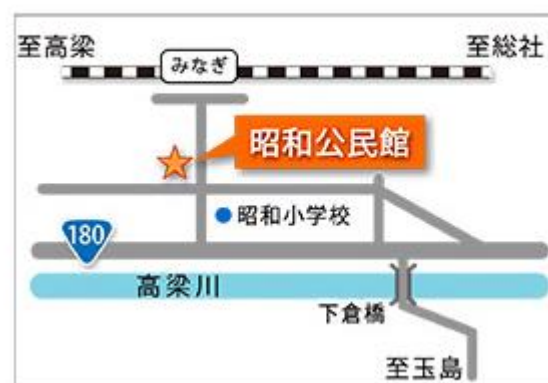 至高梁
至総社
みなぎ
昭和公民館
昭和小学校
180
高梁川
下倉橋
至玉島